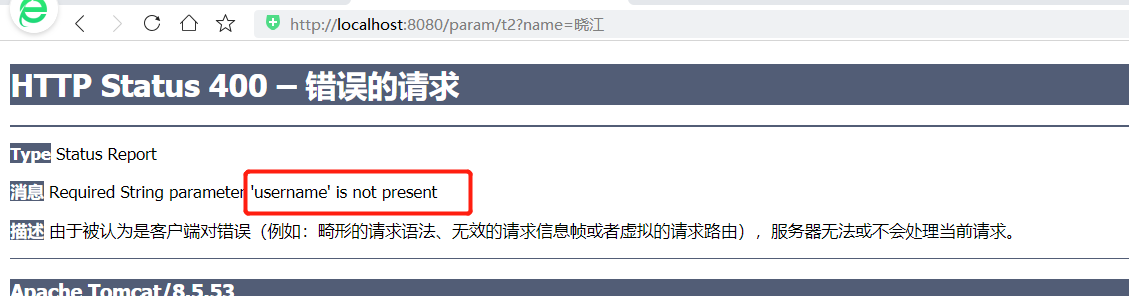 http://localhost:8080/param/t2?name=晓江
HTTP Status 400 – 错误的请求
Type Status Report
消息 Required String parameter 'username' is not present
描述 由于被认为是客户端对错误（例如：畸形的请求语法、无效的请求信息帧或者虚拟的请求路由），服务器无法或不会处理当前请求。
Apache Tomcat/8.5.53